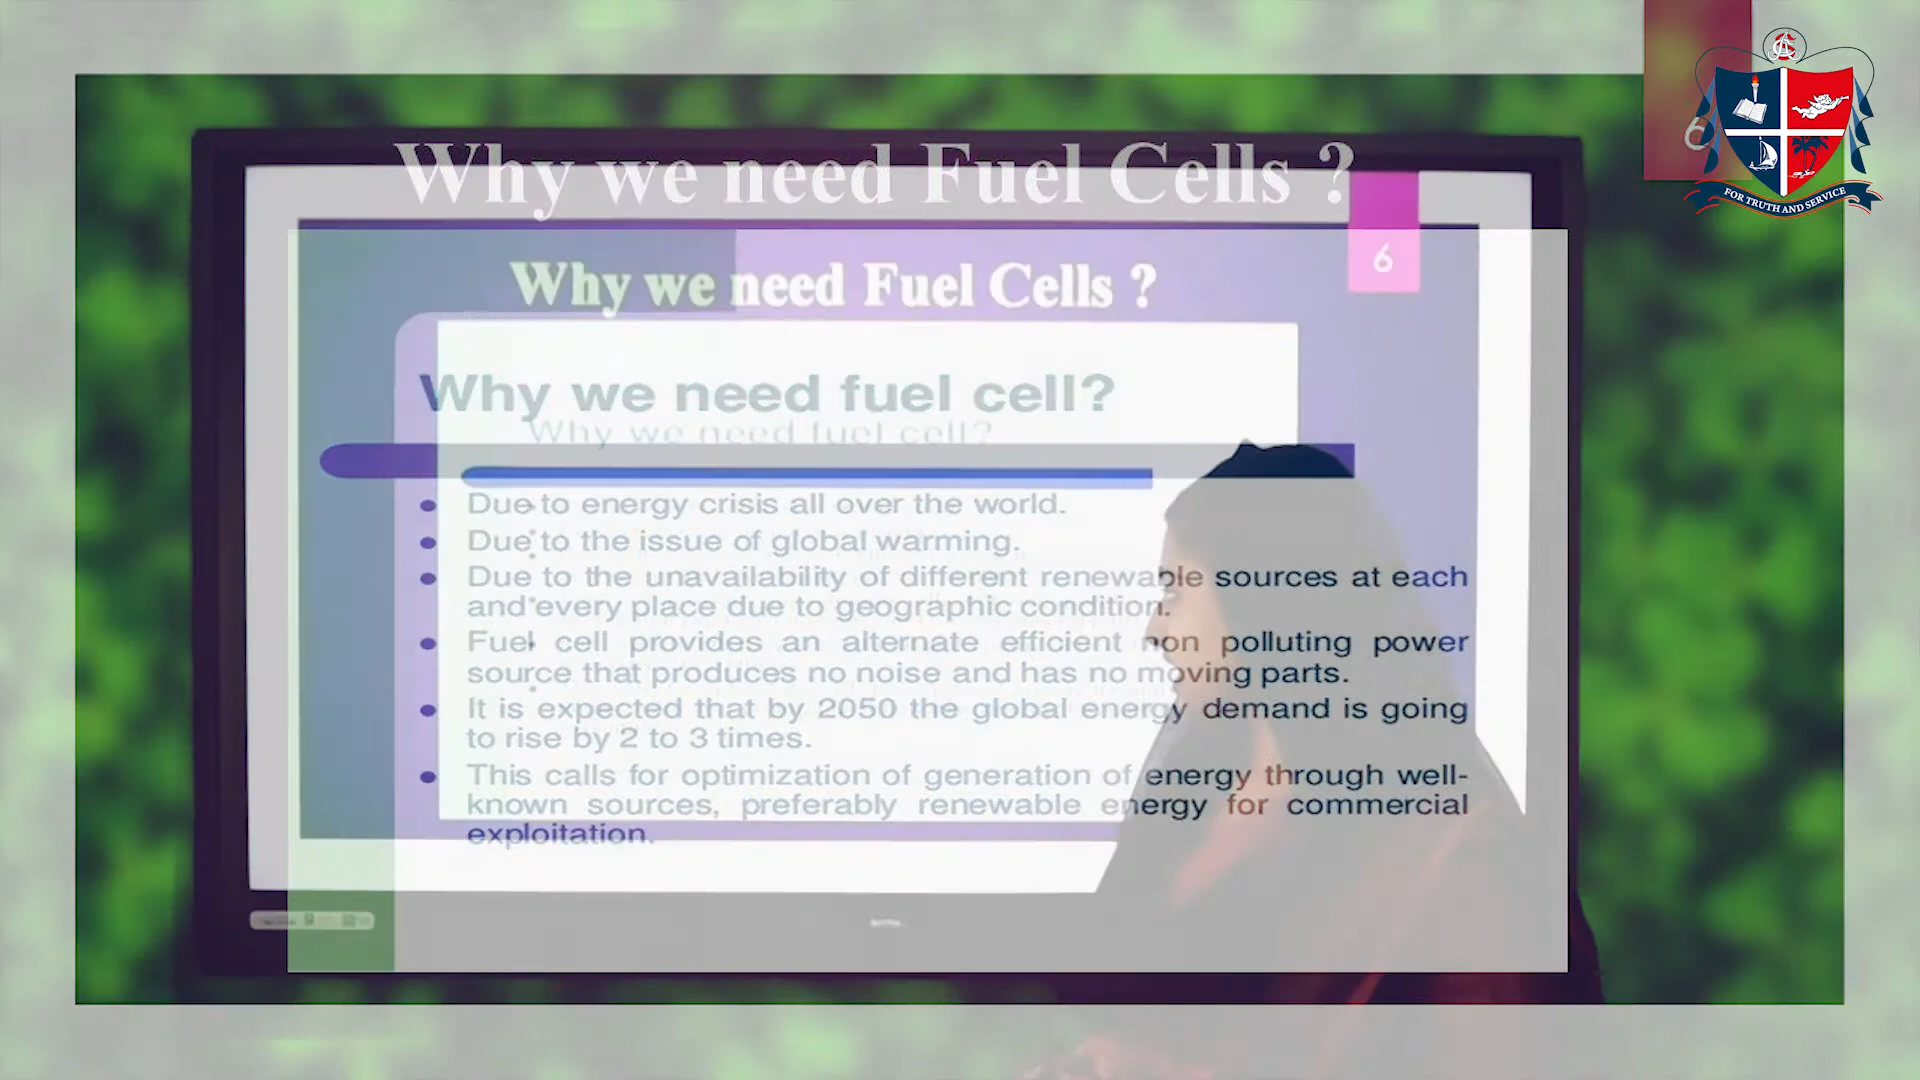 Why we need Fuel Cells ?
6
6
FOR TRUTH AND SERVICE
Why we need Fuel Cells ?
Why we need fuel cell?
Why we need fuel cell?
Due to energy crisis all over the world.
Due to the issue of global warming.
Due to the unavailability of different renewable sources at each
and every place due to geographic condition.
Fuel cell provides an alternate efficient non polluting power
source that produces no noise and has no moving parts.
It is expected that by 2050 the global energy demand is going
to rise by 2 to 3 times.
This calls for optimization of generation of energy through well-
known sources, preferably renewable energy for commercial
exploitation.